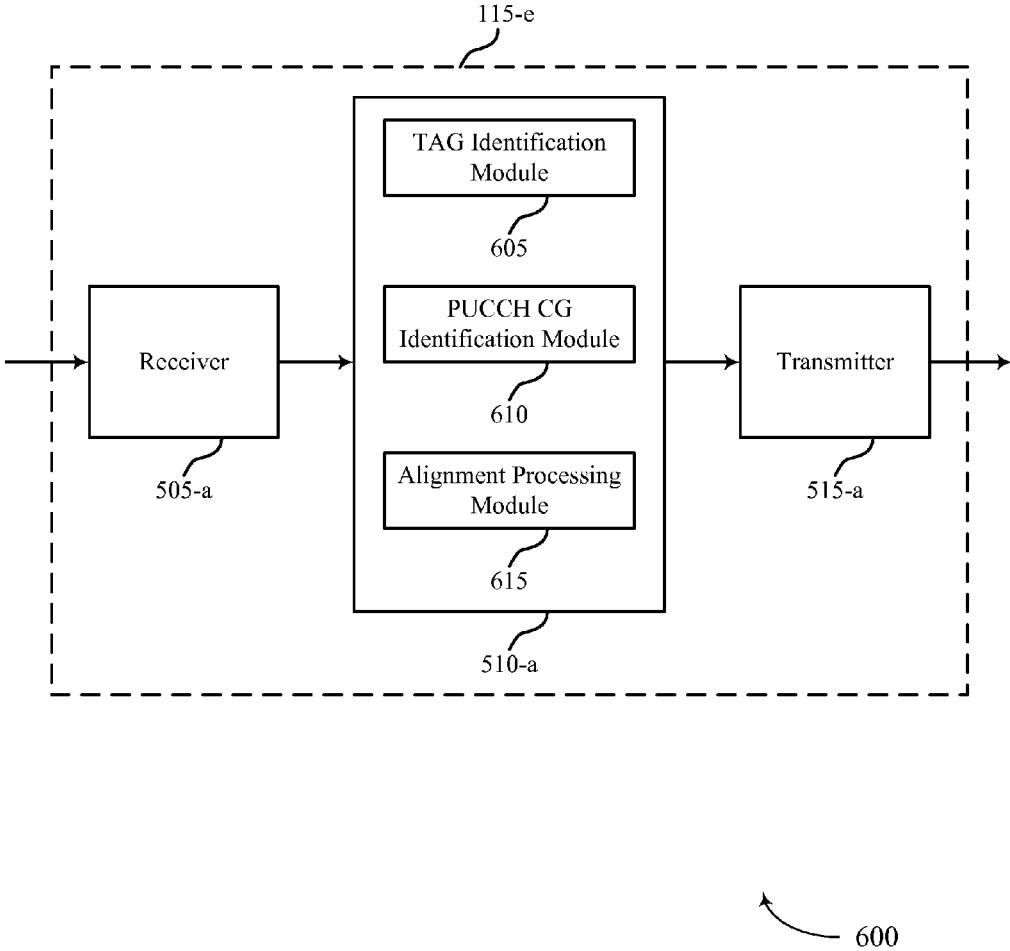 115-e
TAG Identification
Module
605
PUCCH CG
Identification Module
610
Receiver
505-a
Transmitter
515-a
Alignment Processing
Module
615
510-a
600